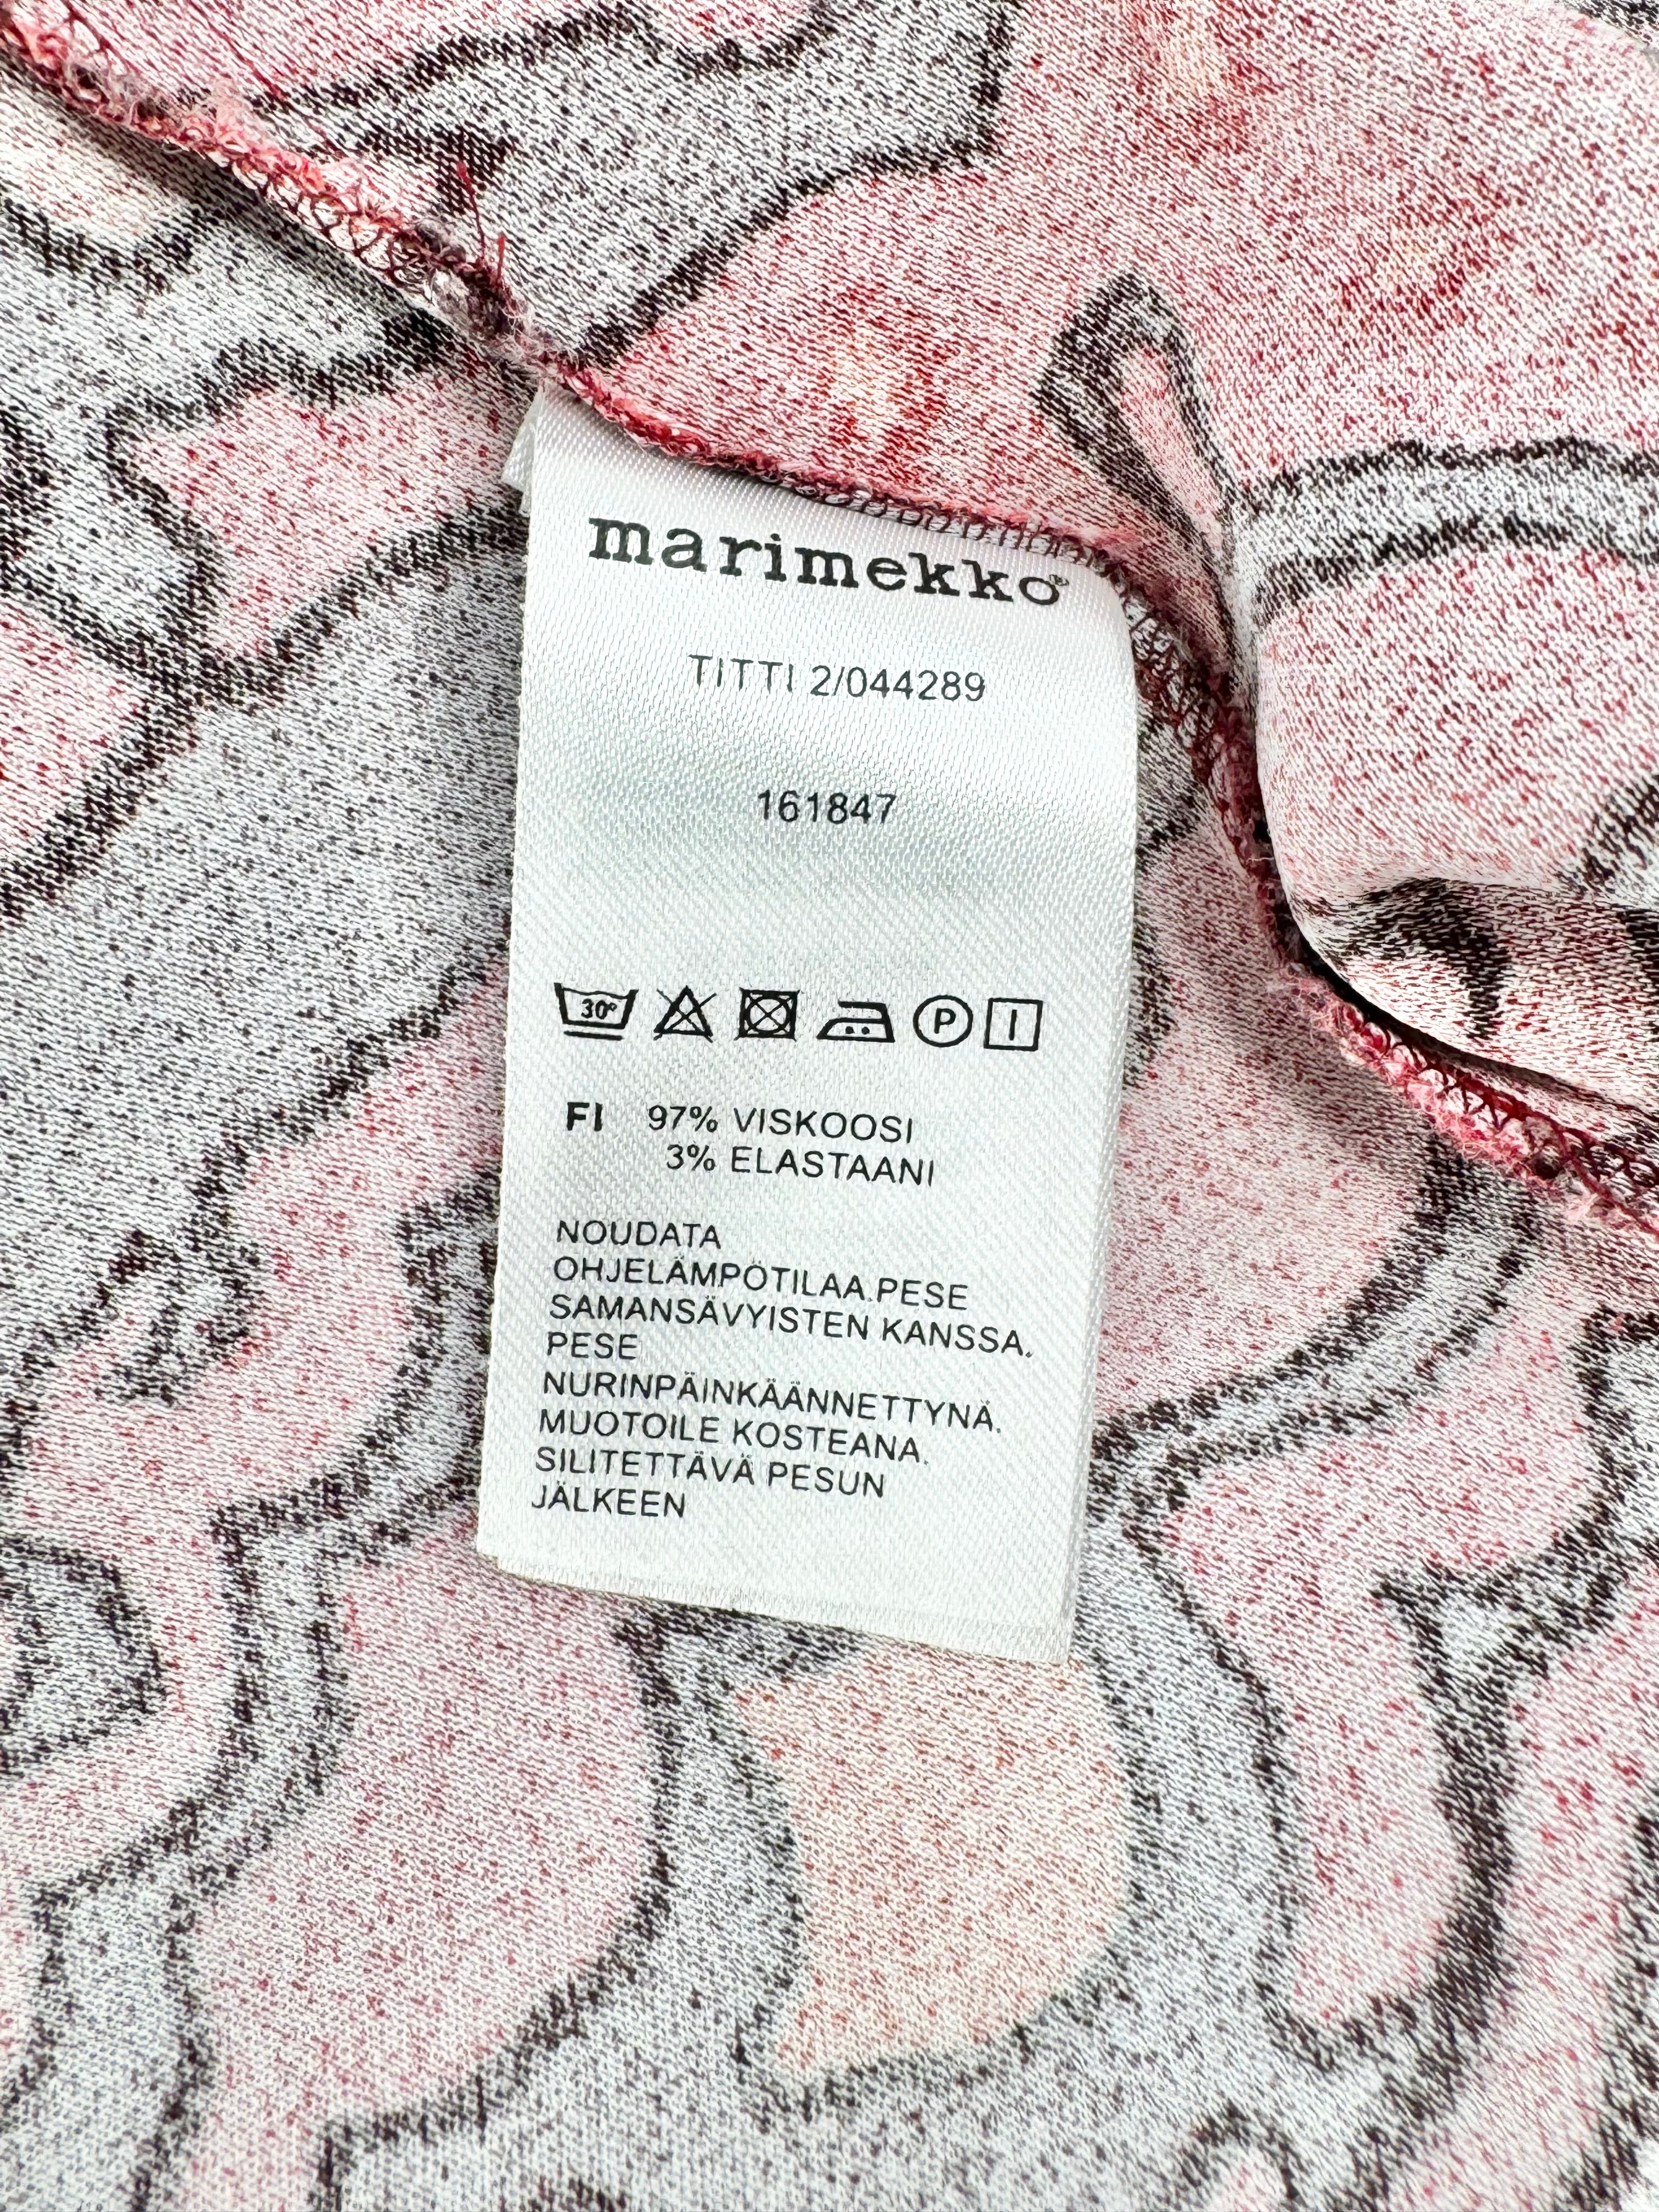 marimekko®
TITTI 2/044289
161847
30°
P
FI 97% VISKOOSI
3% ELASTAANI
NOUDATA
OHJELÄMPÖTILAA.PESE
SAMANSÄVYISTEN KANSSA.
PESE
NURINPÄINKÄÄNNETTYNÄ.
MUOTOILE KOSTEANA.
SILITETTÄVÄ PESUN
JÄLKEEN